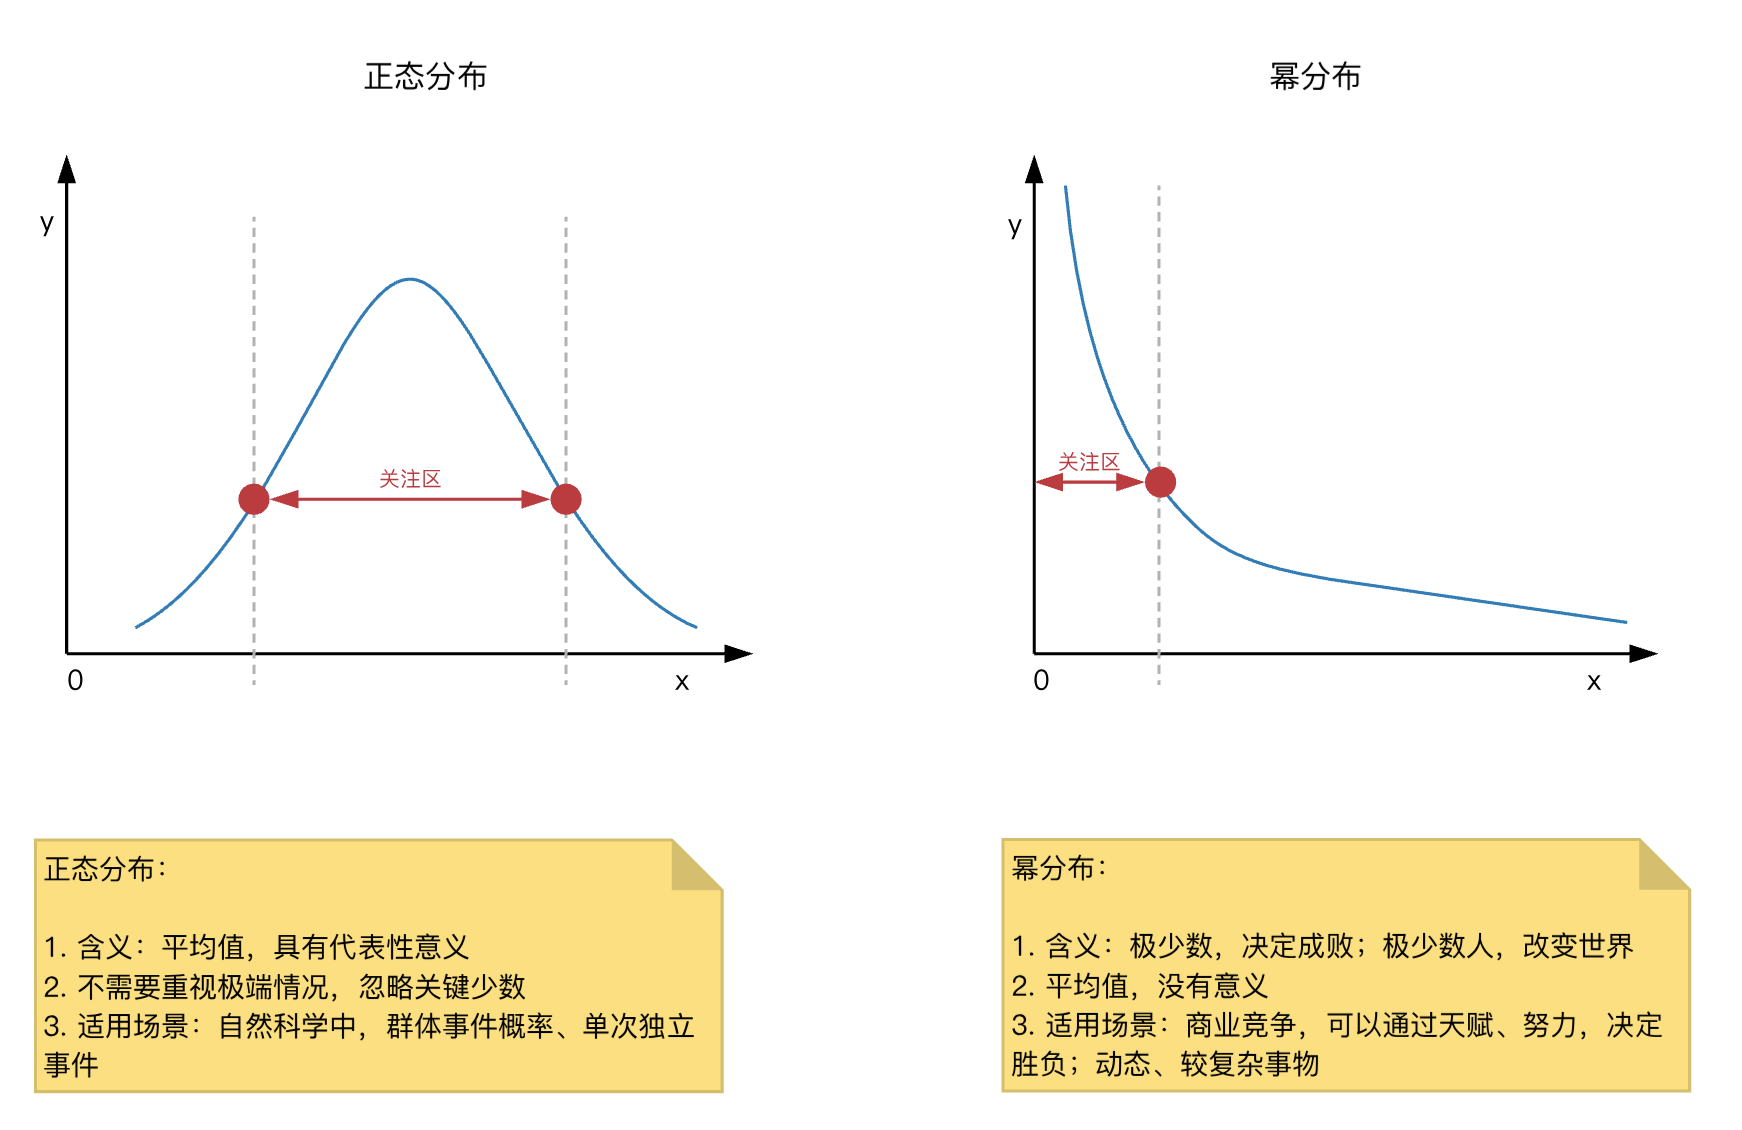 正态分布
幂分布
y
关注区
0
x
y
关注区
0
x
正态分布：
1. 含义：平均值，具有代表性意义
2. 不需要重视极端情况，忽略关键少数
3. 适用场景：自然科学中，群体事件概率、单次独立
事件
幂分布：
1. 含义：极少数，决定成败；极少数人，改变世界
2. 平均值，没有意义
3. 适用场景：商业竞争，可以通过天赋、努力，决定
胜负；动态、较复杂事物